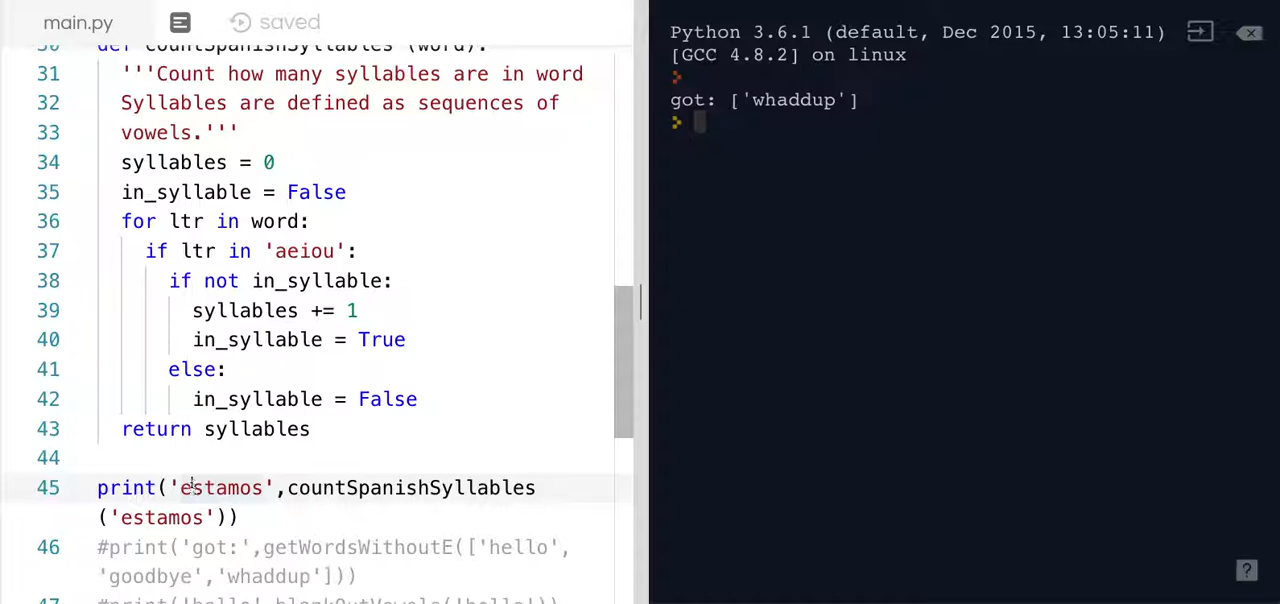 main.py saved
30 def countSpanishSyllables (word):
31 '''Count how many syllables are in word
32 Syllables are defined as sequences of
33 vowels.'''
34 syllables = 0
35 in_syllable = False
36 for ltr in word:
37 if ltr in 'aeiou':
38 if not in_syllable:
39 syllables += 1
40 in_syllable = True
41 else:
42 in_syllable = False
43 return syllables
44
45 print('estamos',countSpanishSyllables
('estamos'))
46 #print('got:',getWordsWithoutE(['hello',
'goodbye','whaddup']))
47 #print('hello',blankOutVowels('hello'))
Python 3.6.1 (default, Dec 2015, 13:05:11)
[GCC 4.8.2] on linux
got: ['whaddup']
?